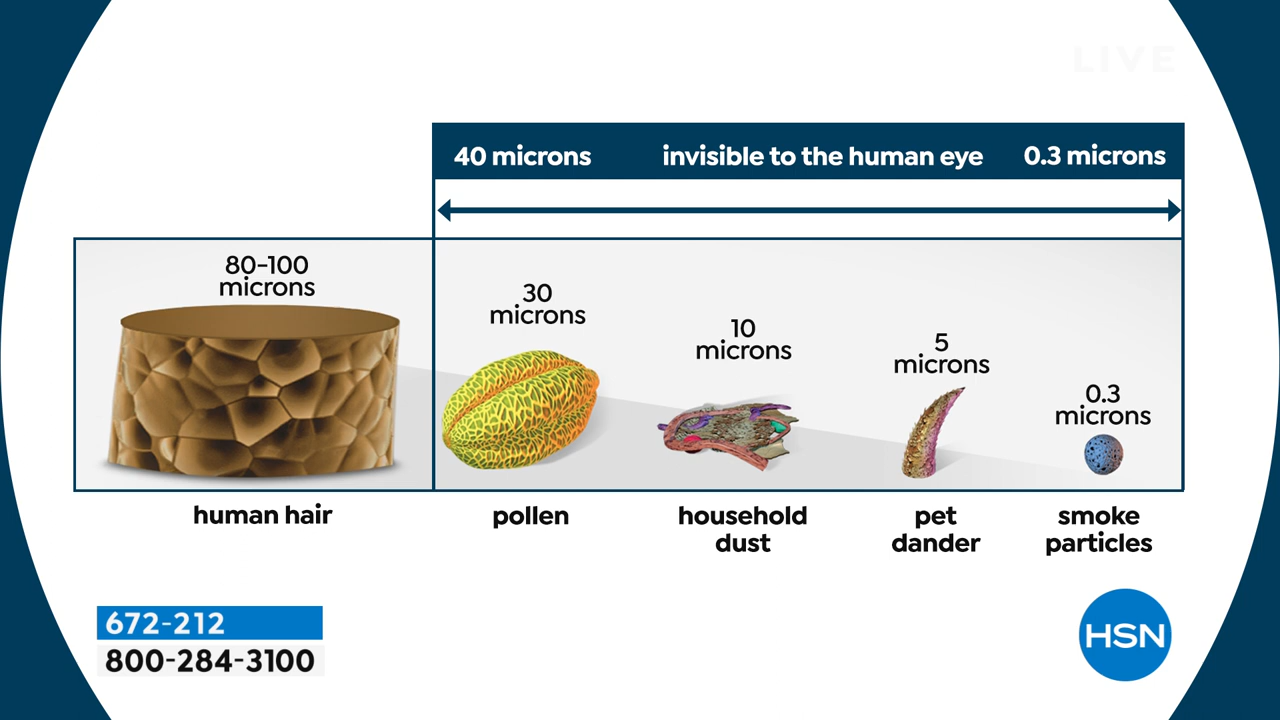 LIVE
40 microns invisible to the human eye 0.3 microns
80-100
microns
30
microns
10
microns
5
microns
0.3
microns
human hair
pollen
household
dust
pet
dander
smoke
particles
672-212
800-284-3100
HSN